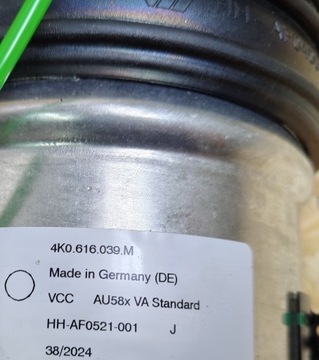 4K0.616.039.M
Made in Germany (DE)
VCC AU58x VA Standard
HH-AF0521-001 J
38/2024